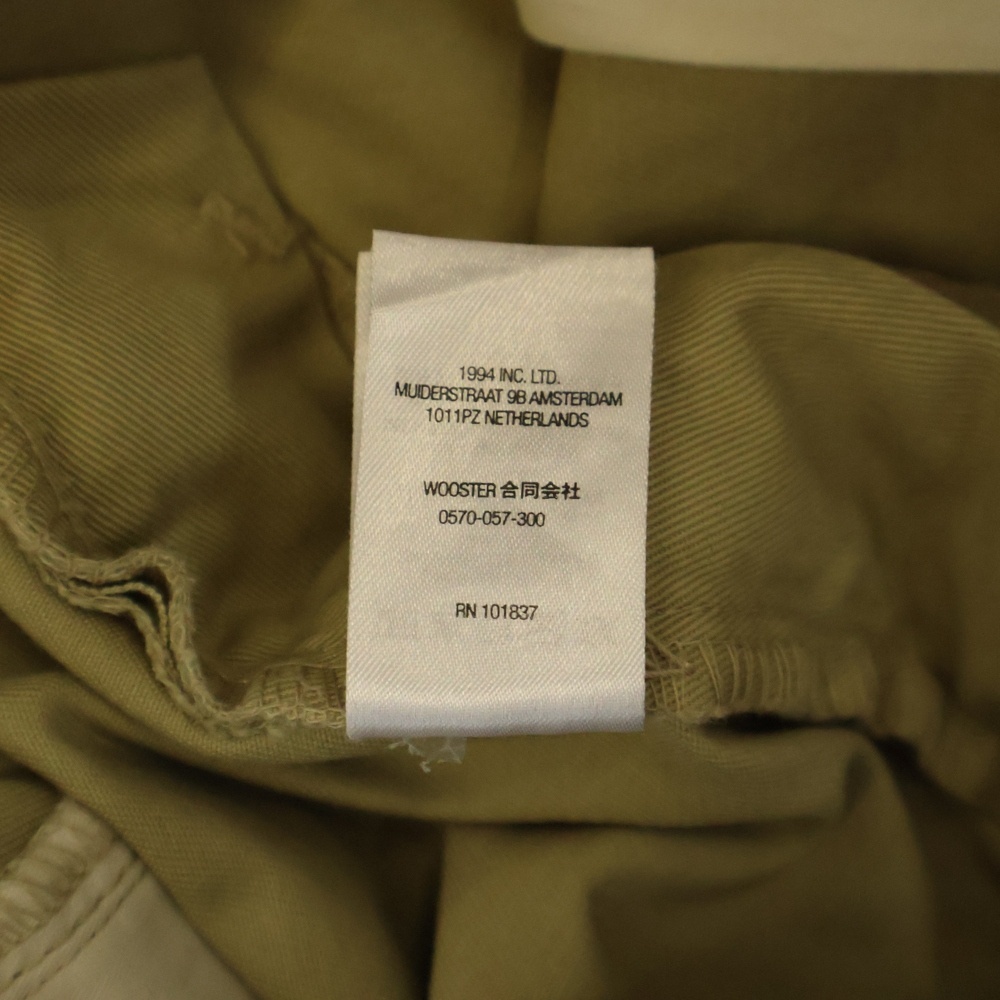 1994 INC. LTD.
MUIDERSTRAAT 9B AMSTERDAM
1011PZ NETHERLANDS
WOOSTER 合同会社
0570-057-300
RN 101837